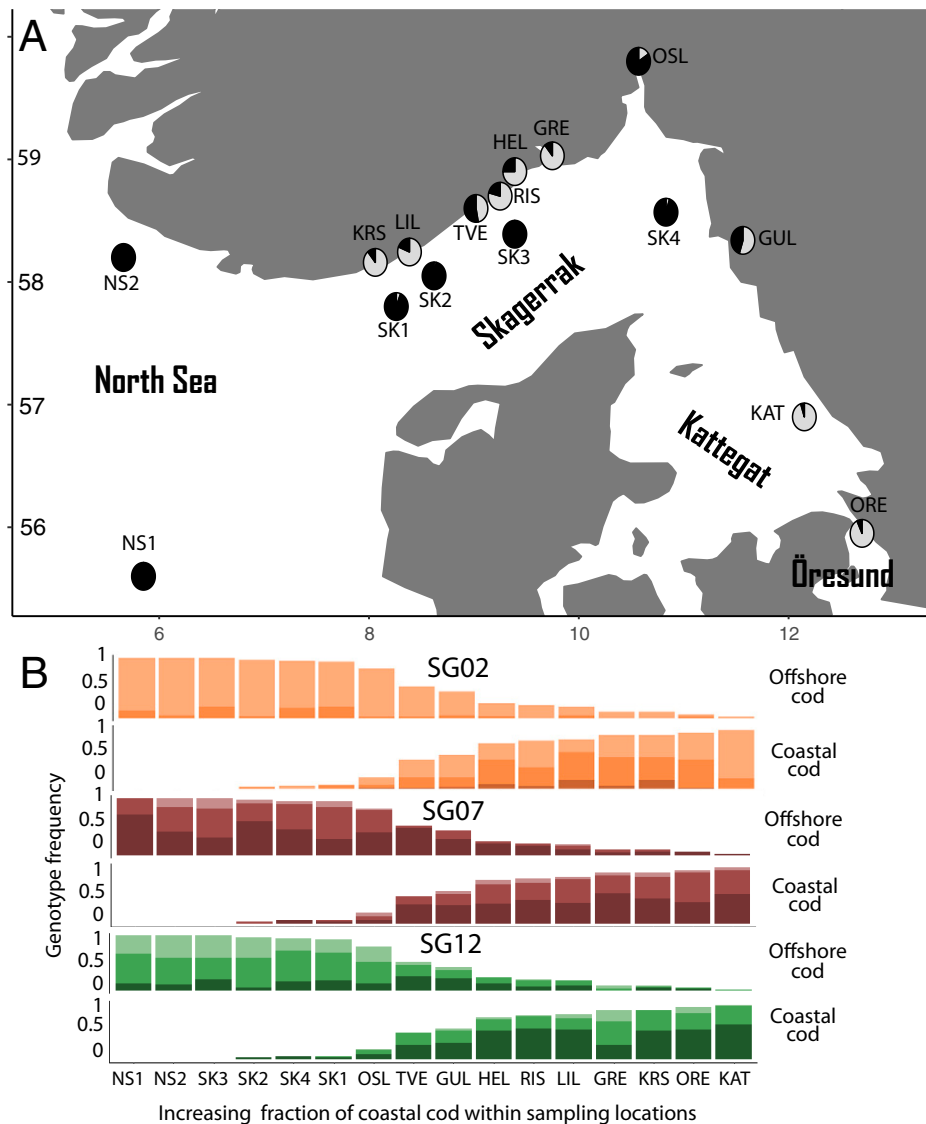 A
OSL
59
GRE
HEL
RIS
LIL
KRS
TVE
SK3
SK4
GUL
58
NS2
SK2
SK1
Skagerrak
North Sea
57
KAT
Kattegat
56
ORE
NS1
Öresund
6 8 10 12
B
SG02
1
0.5
0
Offshore
cod
1
0.5
0
Coastal
cod
SG07
1
0.5
0
Offshore
cod
1
0.5
0
Coastal
cod
SG12
1
0.5
0
Offshore
cod
1
0.5
0
Coastal
cod
Genotype frequency
NS1 NS2 SK3 SK2 SK4 SK1 OSL TVE GUL HEL RIS LIL GRE KRS ORE KAT
Increasing fraction of coastal cod within sampling locations